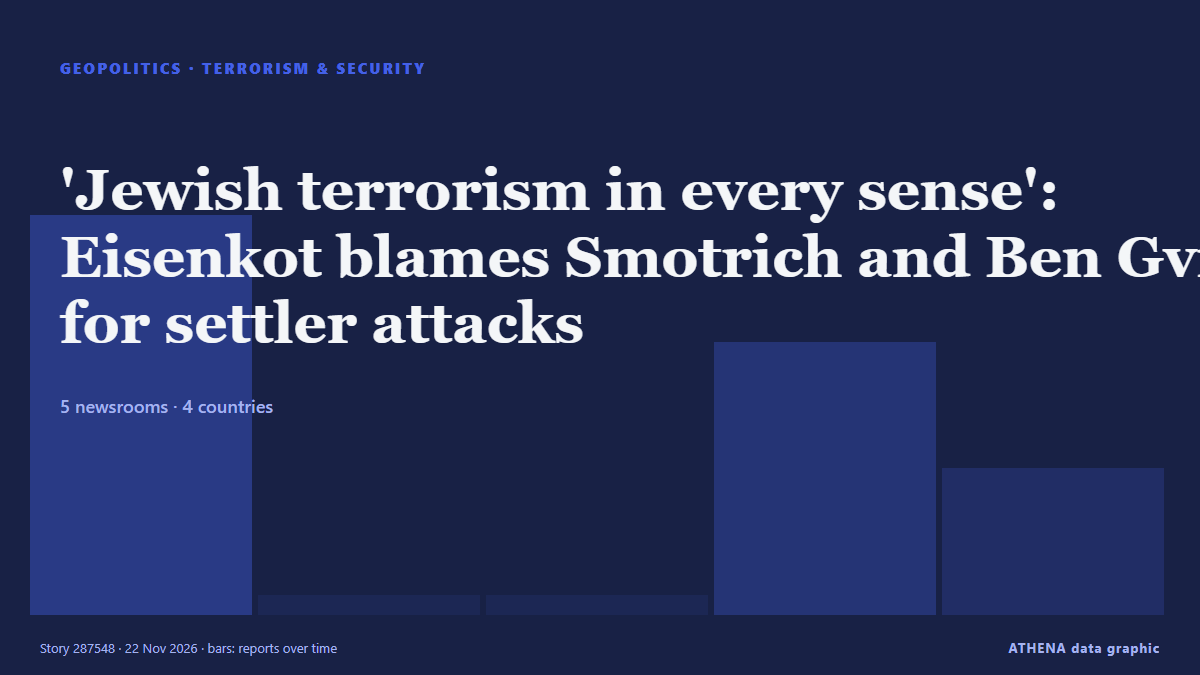 GEOPOLITICS · TERRORISM & SECURITY
'Jewish terrorism in every sense':
Eisenkot blames Smotrich and Ben
for settler attacks
5 newsrooms · 4 countries
Story 287548 · 22 Nov 2026 · bars: reports over time
ATHENA data graphic